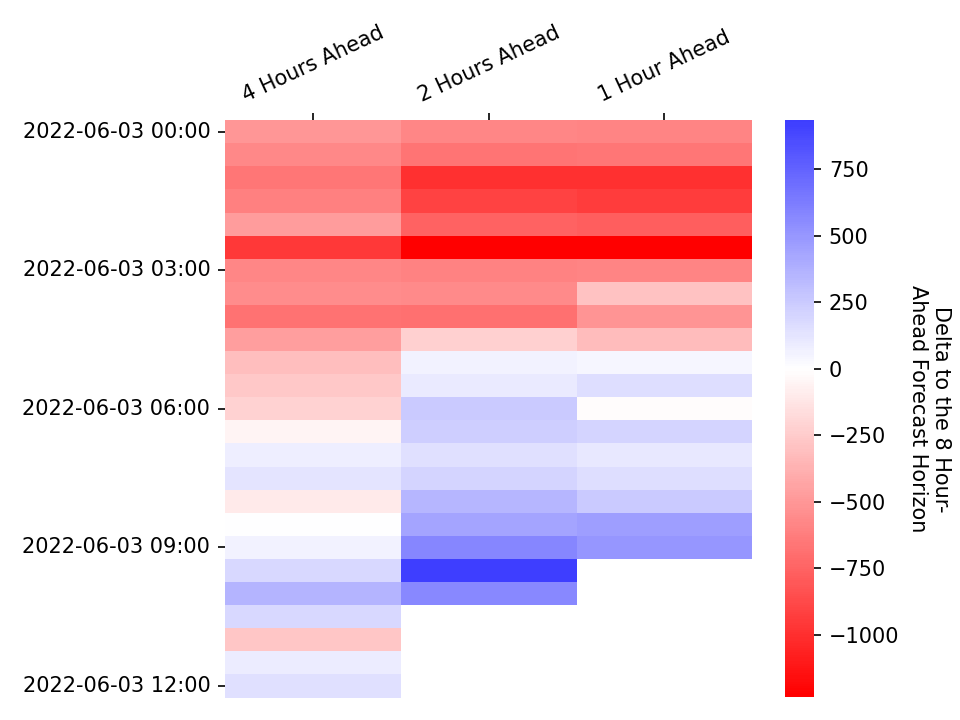 4 Hours Ahead
2 Hours Ahead
1 Hour Ahead
2022-06-03 00:00
2022-06-03 03:00
2022-06-03 06:00
2022-06-03 09:00
2022-06-03 12:00
750
500
250
0
−250
−500
−750
−1000
Delta to the 8 Hour-
Ahead Forecast Horizon